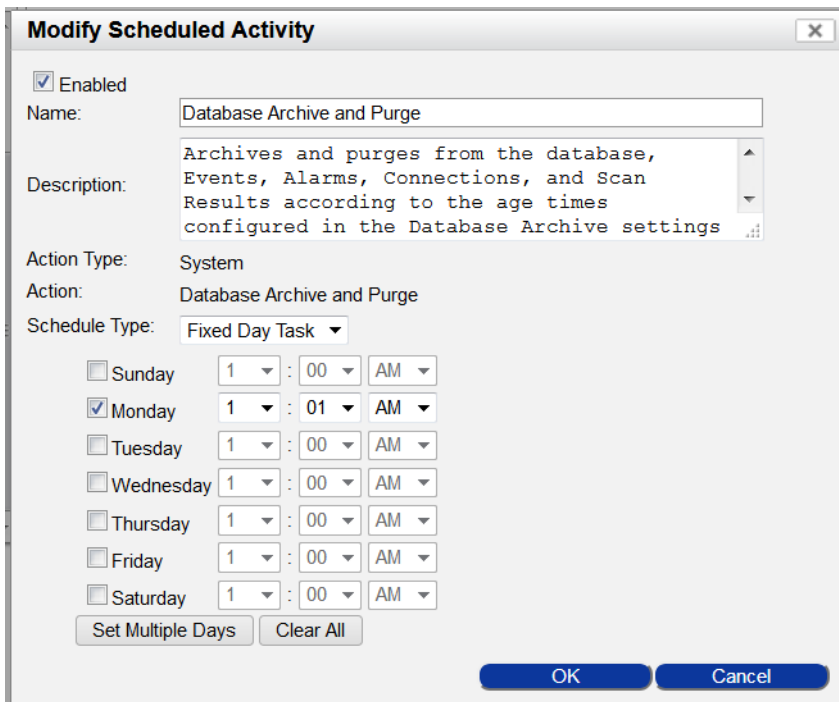 Modify Scheduled Activity
Enabled
Name: Database Archive and Purge
Description: Archives and purges from the database,
Events, Alarms, Connections, and Scan
Results according to the age times
configured in the Database Archive settings
Action Type: System
Action: Database Archive and Purge
Schedule Type: Fixed Day Task
Sunday 1 : 00 AM
Monday 1 : 01 AM
Tuesday 1 : 00 AM
Wednesday 1 : 00 AM
Thursday 1 : 00 AM
Friday 1 : 00 AM
Saturday 1 : 00 AM
Set Multiple Days Clear All
OK Cancel